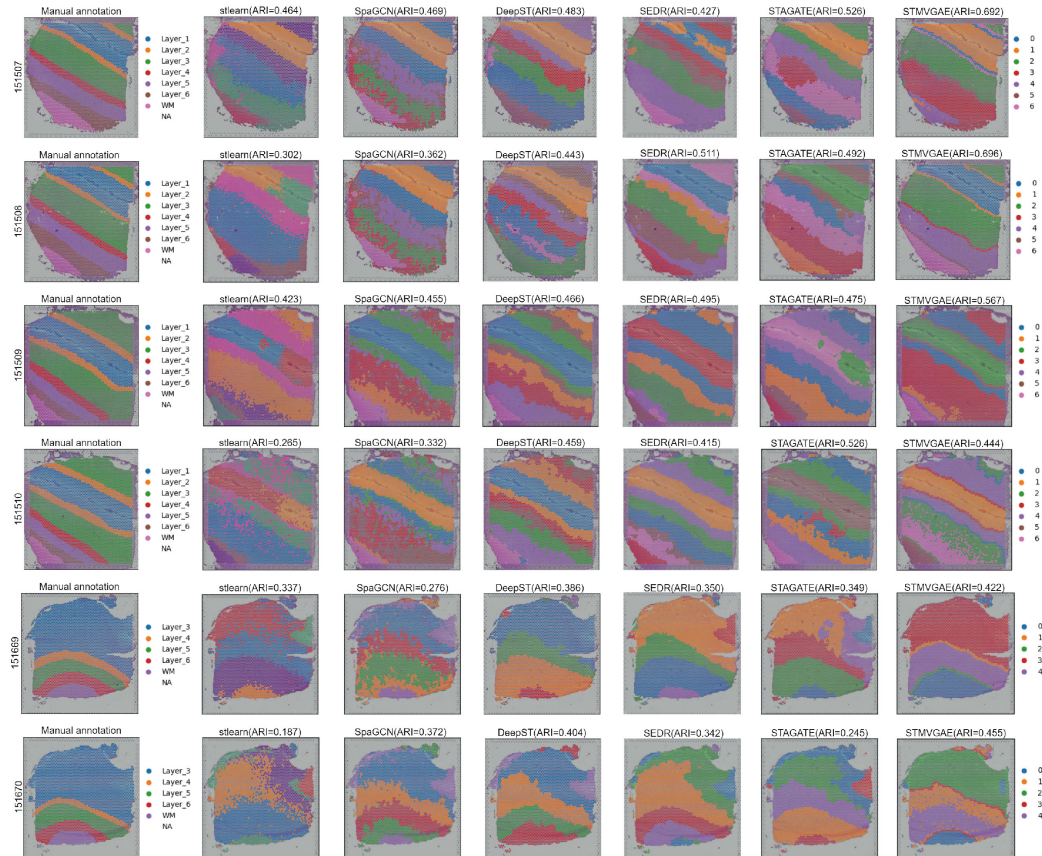 Manual annotation stlearn(ARI=0.464) SpaGCN(ARI=0.469) DeepST(ARI=0.483) SEDR(ARI=0.427) STAGATE(ARI=0.526) STMVGAE(ARI=0.692)
151507
Layer_1
Layer_2
Layer_3
Layer_4
Layer_5
Layer_6
WM
NA
0
1
2
3
4
5
6
Manual annotation stlearn(ARI=0.302) SpaGCN(ARI=0.362) DeepST(ARI=0.443) SEDR(ARI=0.511) STAGATE(ARI=0.492) STMVGAE(ARI=0.696)
151508
Layer_1
Layer_2
Layer_3
Layer_4
Layer_5
Layer_6
WM
NA
0
1
2
3
4
5
6
Manual annotation stlearn(ARI=0.423) SpaGCN(ARI=0.455) DeepST(ARI=0.466) SEDR(ARI=0.495) STAGATE(ARI=0.475) STMVGAE(ARI=0.567)
151509
Layer_1
Layer_2
Layer_3
Layer_4
Layer_5
Layer_6
WM
NA
0
1
2
3
4
5
6
Manual annotation stlearn(ARI=0.265) SpaGCN(ARI=0.332) DeepST(ARI=0.459) SEDR(ARI=0.415) STAGATE(ARI=0.526) STMVGAE(ARI=0.444)
151510
Layer_1
Layer_2
Layer_3
Layer_4
Layer_5
Layer_6
WM
NA
0
1
2
3
4
5
6
Manual annotation stlearn(ARI=0.337) SpaGCN(ARI=0.276) DeepST(ARI=0.386) SEDR(ARI=0.350) STAGATE(ARI=0.349) STMVGAE(ARI=0.422)
151669
Layer_3
Layer_4
Layer_5
Layer_6
WM
NA
0
1
2
3
4
Manual annotation stlearn(ARI=0.187) SpaGCN(ARI=0.372) DeepST(ARI=0.404) SEDR(ARI=0.342) STAGATE(ARI=0.245) STMVGAE(ARI=0.455)
151670
Layer_3
Layer_4
Layer_5
Layer_6
WM
NA
0
1
2
3
4